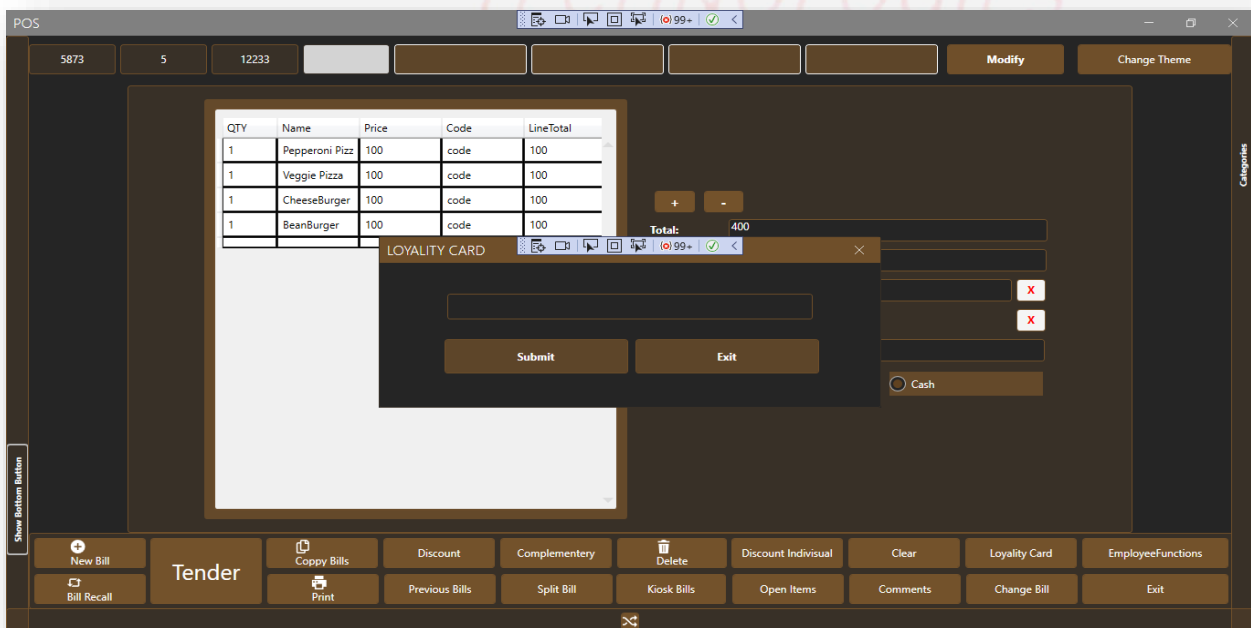 POS
99+
5873 5 12233 Modify Change Theme
QTY Name Price Code LineTotal
1 Pepperoni Pizz 100 code 100
1 Veggie Pizza 100 code 100
1 CheeseBurger 100 code 100
1 BeanBurger 100 code 100
+ -
Total: 400
LOYALITY CARD
99+
X
X
Submit Exit
Cash
Categories
Show Bottom Button
New Bill
Bill Recall
Tender
Coppy Bills
Print
Discount
Previous Bills
Complementery
Split Bill
Delete
Kiosk Bills
Discount Indivisual
Open Items
Clear
Comments
Loyality Card
Change Bill
EmployeeFunctions
Exit